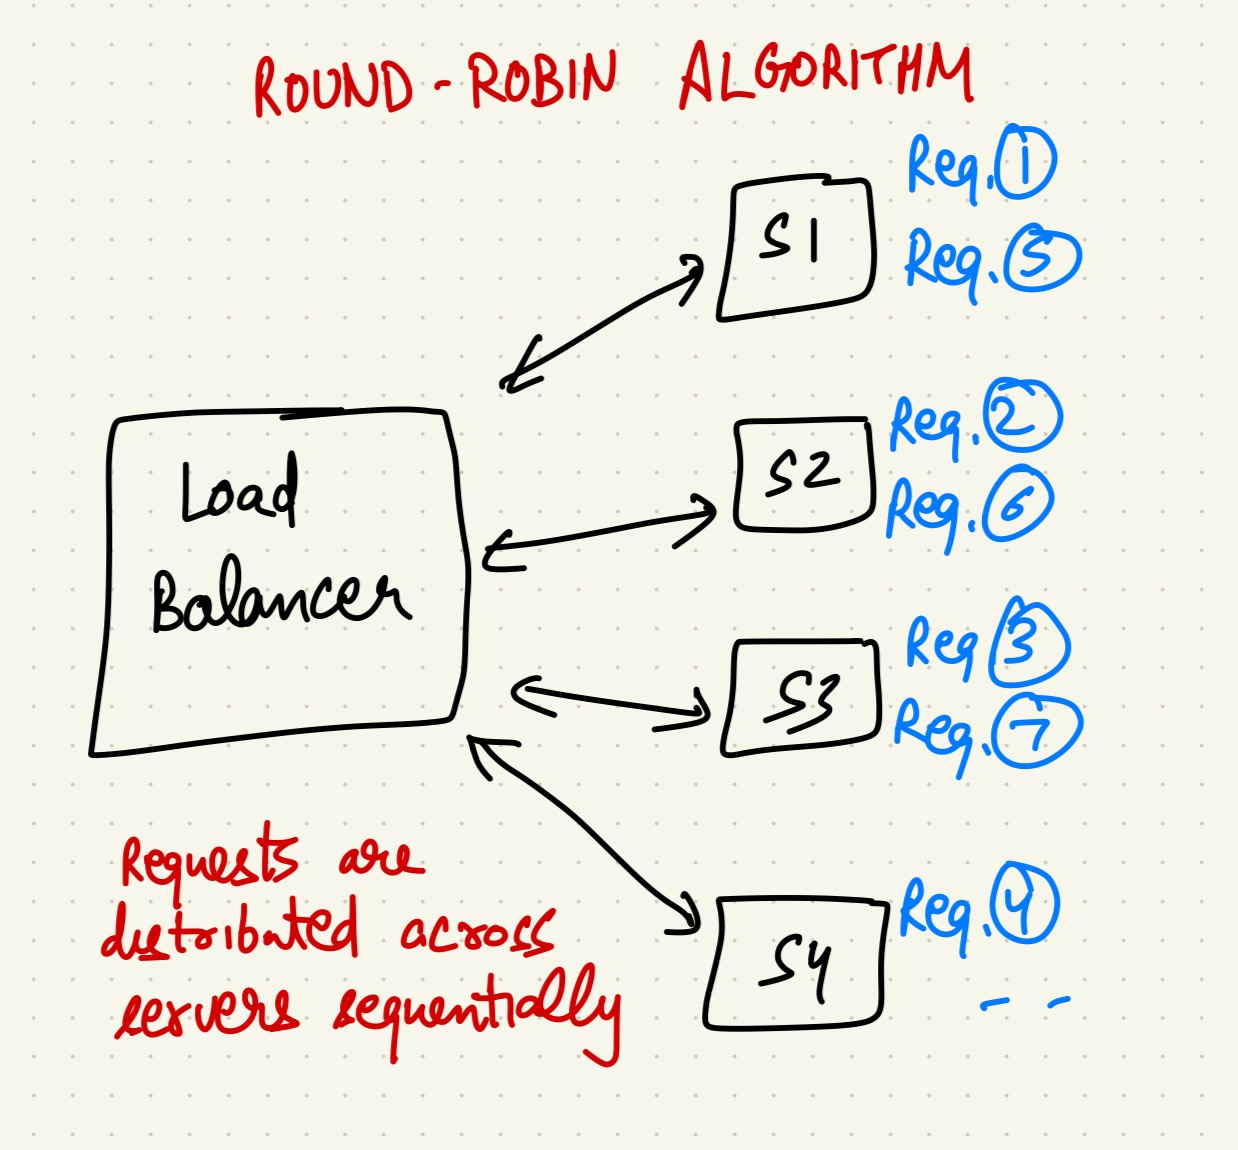 ROUND-ROBIN ALGORITHM
Req. 1
S1
Req. 5
Req. 2
S2
Req. 6
Load
Balancer
Req 3
S3
Req. 7
Requests are
distributed across
servers sequentially
Req. 4
S4
- -